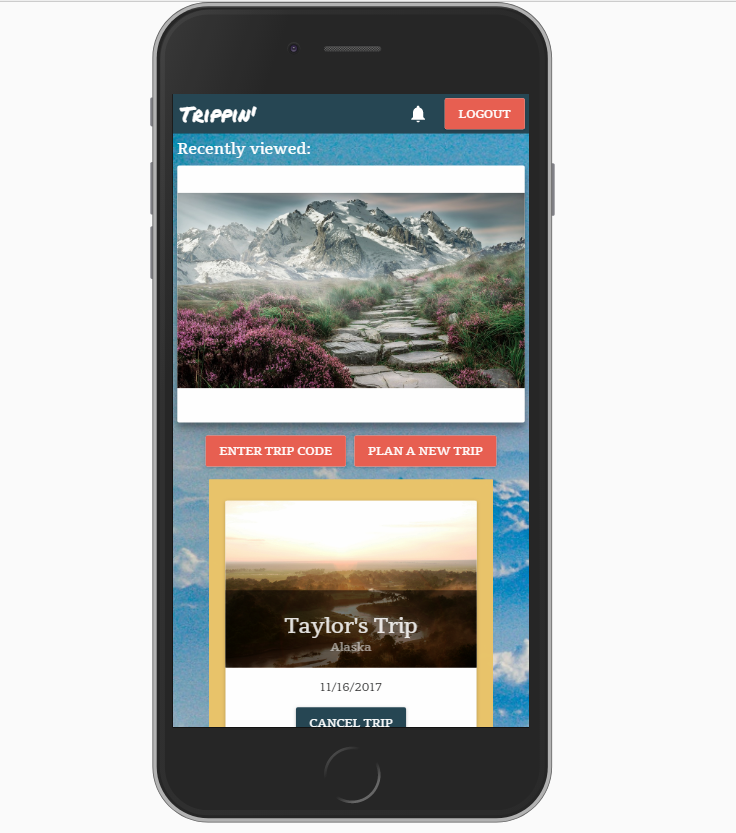 Trippin'
LOGOUT
Recently viewed:
ENTER TRIP CODE
PLAN A NEW TRIP
Taylor's Trip
Alaska
11/16/2017
CANCEL TRIP